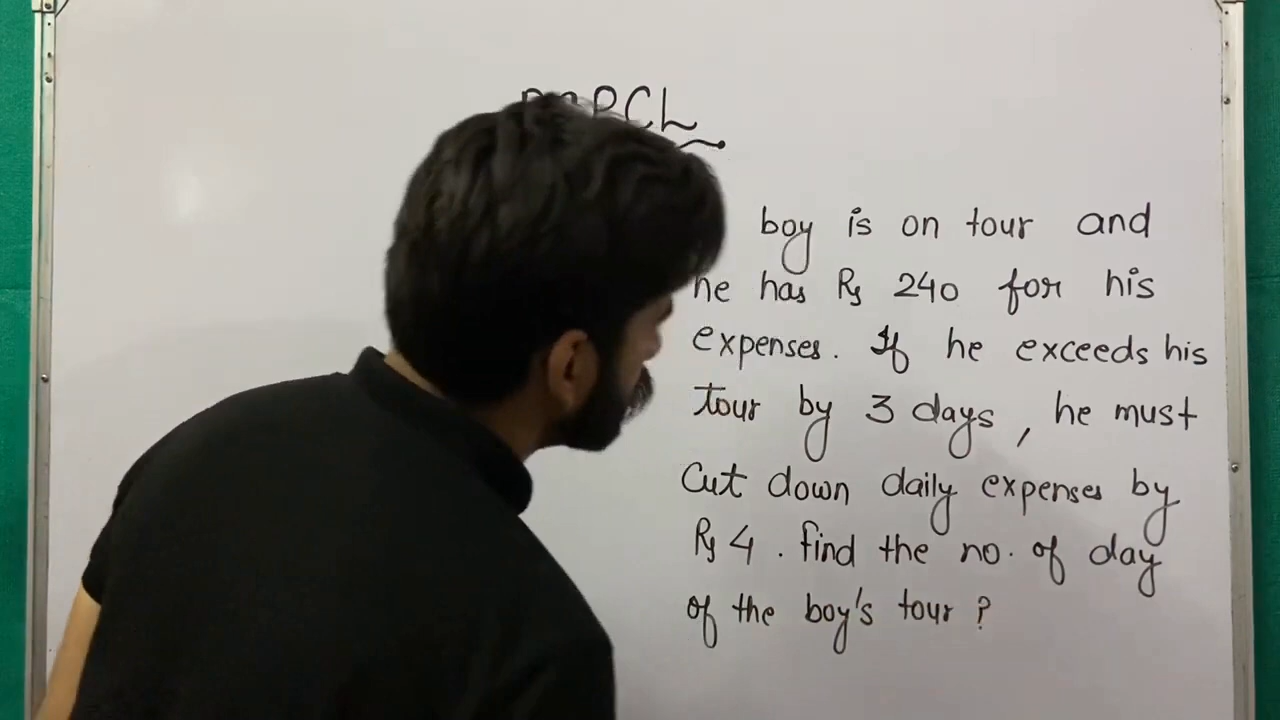 boy is on tour and
he has Rs 240 for his
expenses. If he exceeds his
tour by 3 days, he must
Cut down daily expenses by
Rs 4. find the no. of day
of the boy's tour?